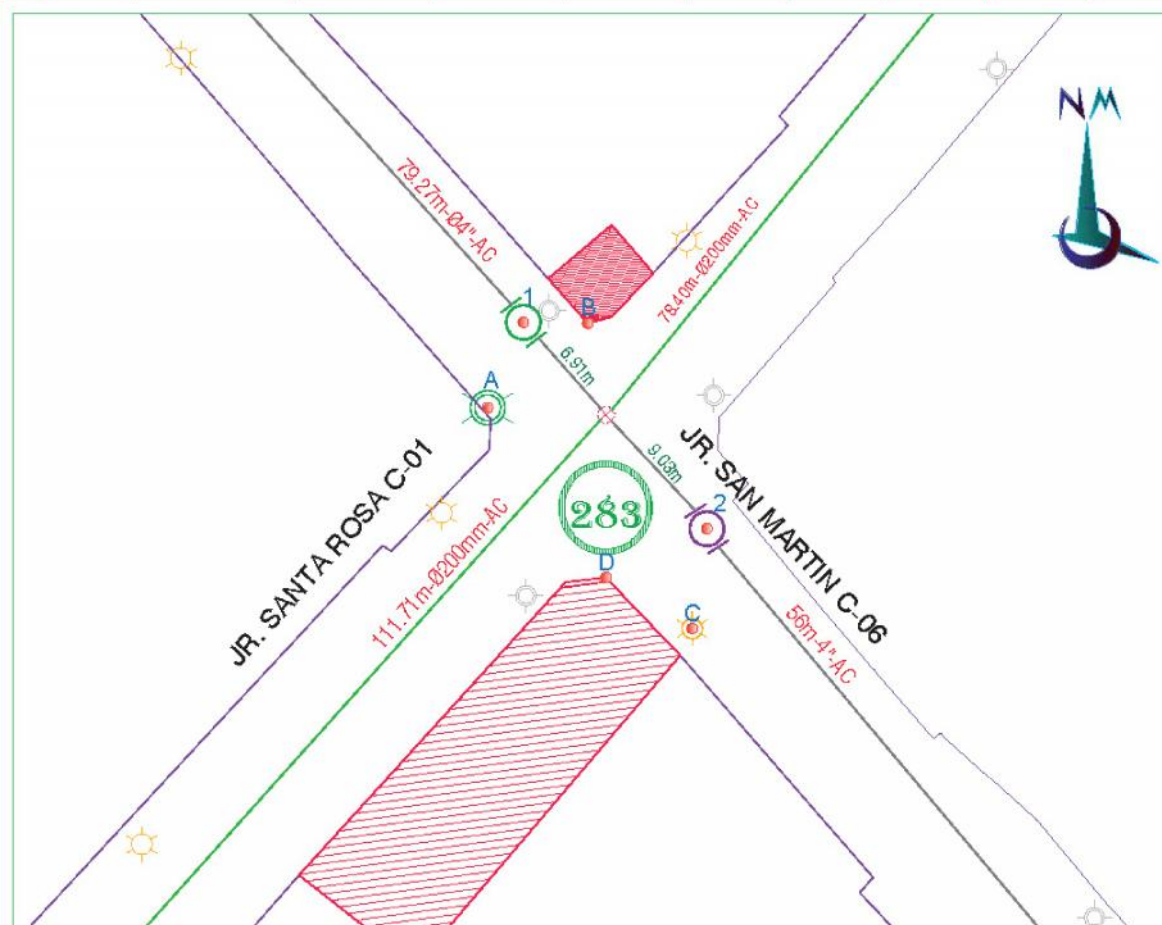 NM
79.27m-Ø4"-AC
78.40m-Ø200mm-AC
1
B
6.91m
A
JR. SANTA ROSA C-01
9.03m
JR. SAN MARTIN C-06
283
2
111.71m-Ø200mm-AC
D
C
56m-4"-AC